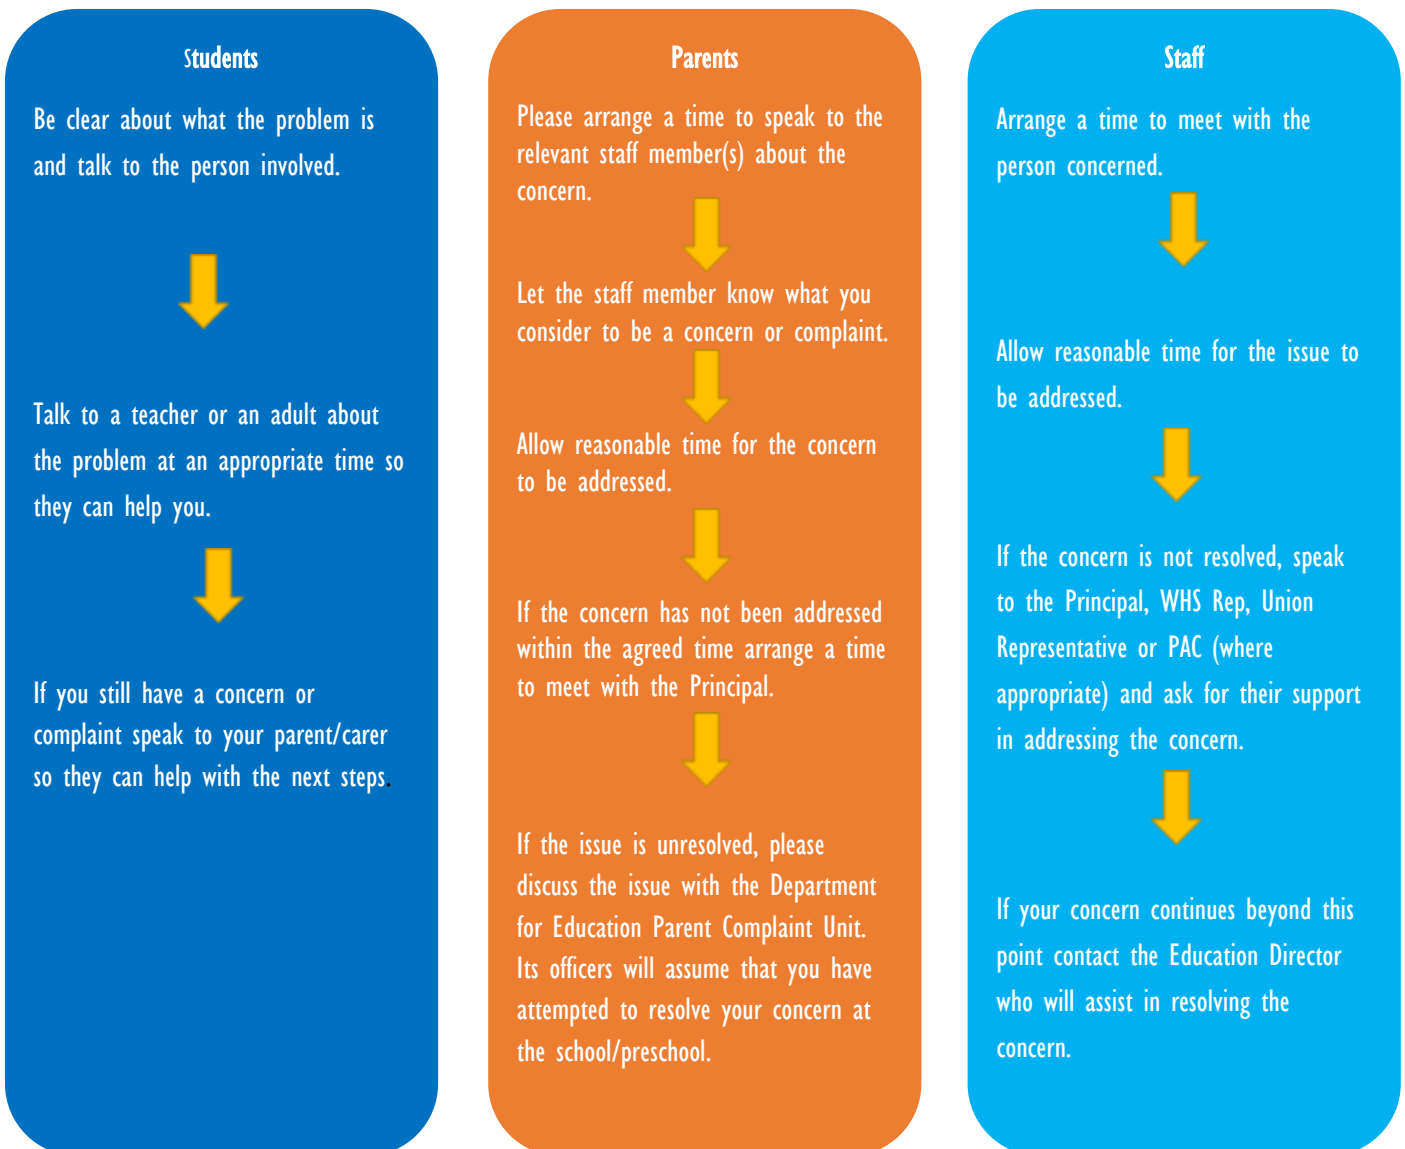 Students
Be clear about what the problem is
and talk to the person involved.
Talk to a teacher or an adult about
the problem at an appropriate time so
they can help you.
If you still have a concern or
complaint speak to your parent/carer
so they can help with the next steps.
Parents
Please arrange a time to speak to the
relevant staff member(s) about the
concern.
Let the staff member know what you
consider to be a concern or complaint.
Allow reasonable time for the concern
to be addressed.
If the concern has not been addressed
within the agreed time arrange a time
to meet with the Principal.
If the issue is unresolved, please
discuss the issue with the Department
for Education Parent Complaint Unit.
Its officers will assume that you have
attempted to resolve your concern at
the school/preschool.
Staff
Arrange a time to meet with the
person concerned.
Allow reasonable time for the issue to
be addressed.
If the concern is not resolved, speak
to the Principal, WHS Rep, Union
Representative or PAC (where
appropriate) and ask for their support
in addressing the concern.
If your concern continues beyond this
point contact the Education Director
who will assist in resolving the
concern.